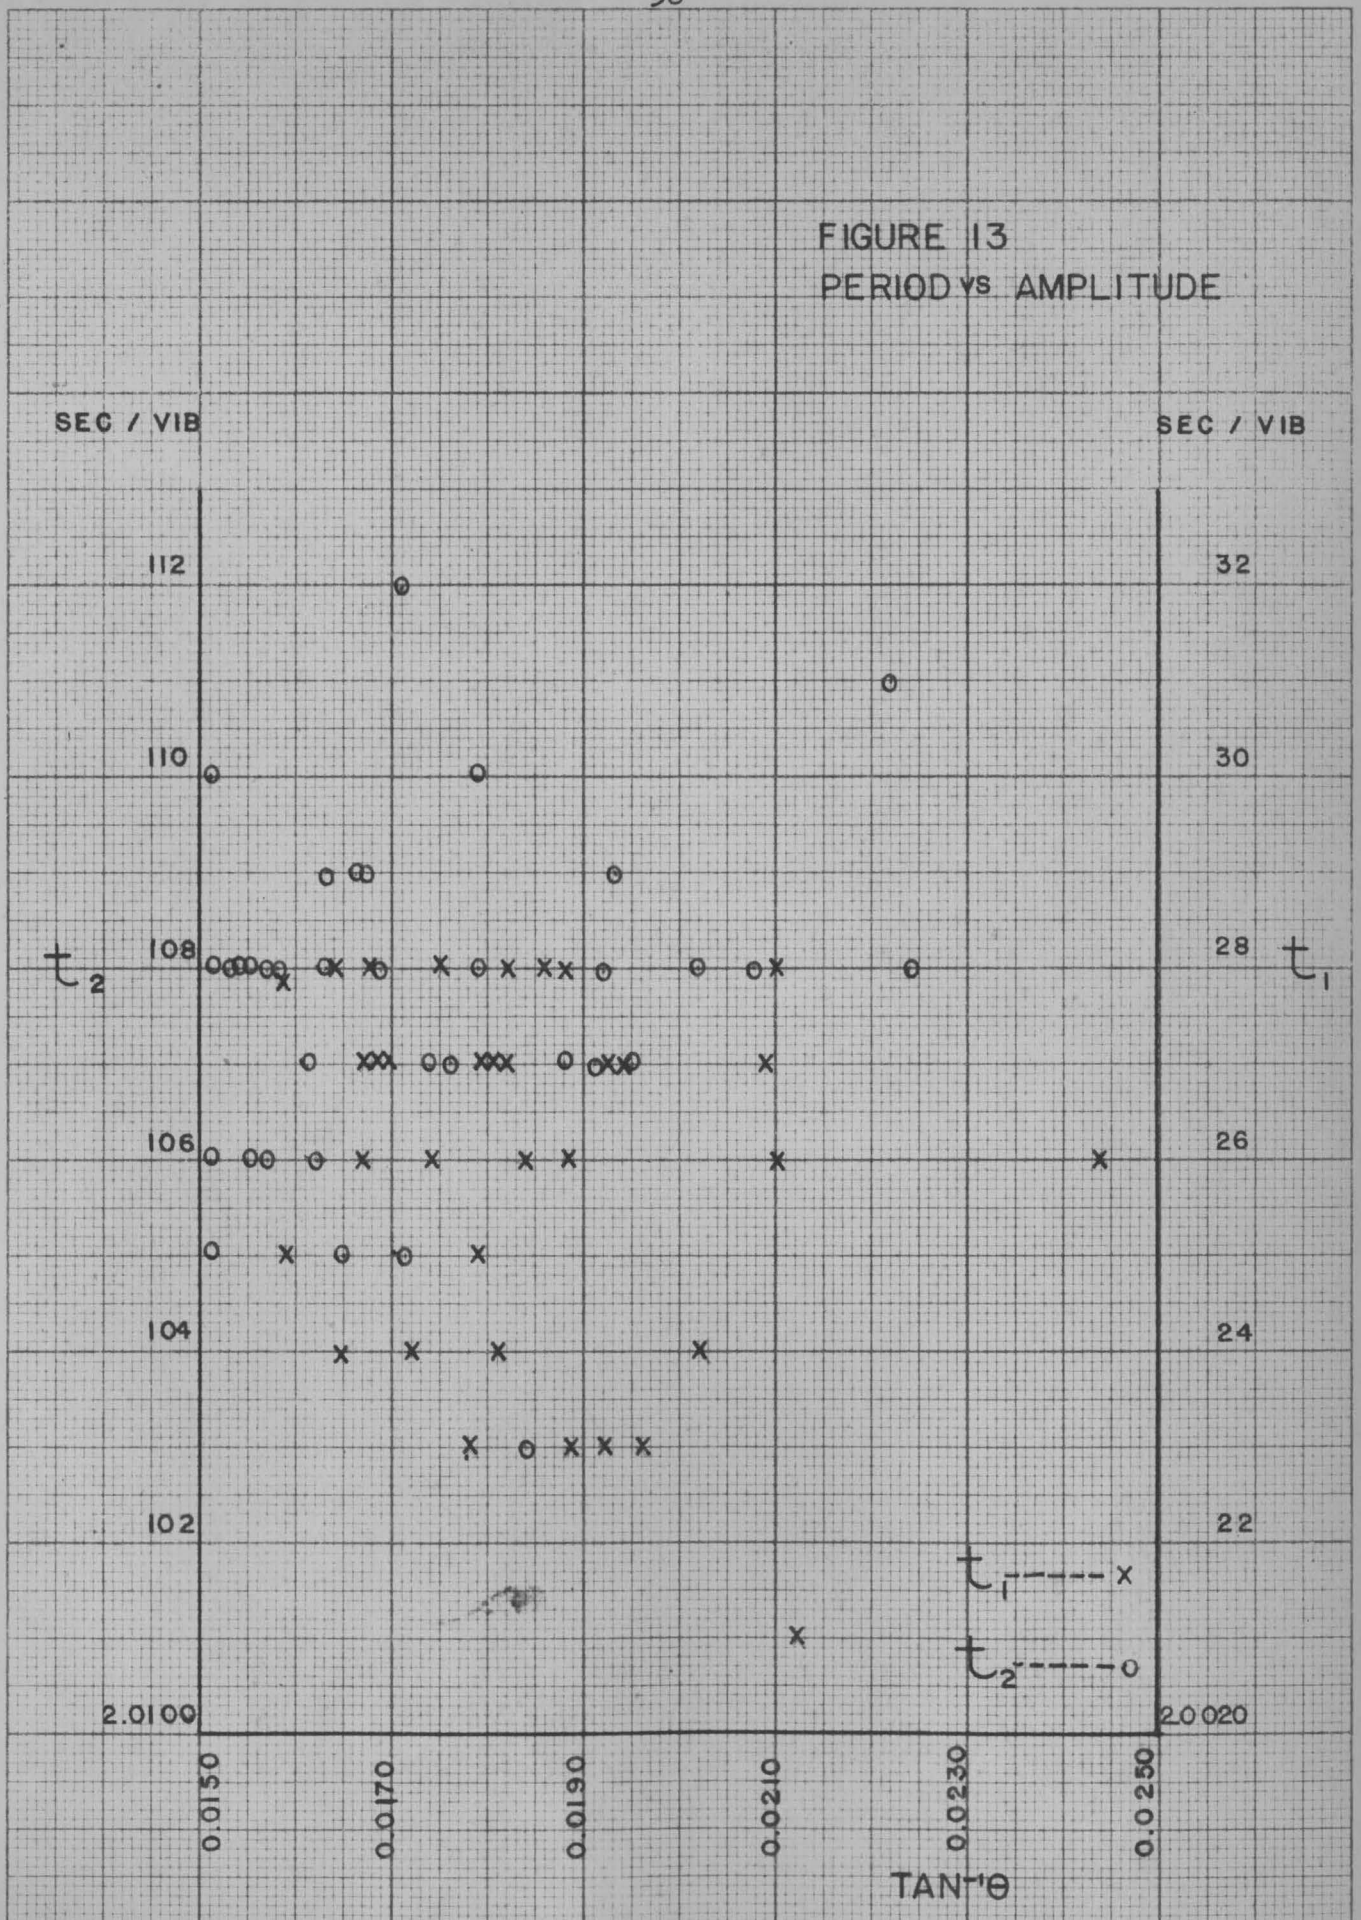 FIGURE 13
PERIOD VS AMPLITUDE
SEC / VIB
SEC / VIB
112
32
110
30
108
28
t2
t1
106
26
104
24
102
22
t1-----x
t2-----o
2.0100
2.0020
0.0150
0.0170
0.0190
0.0210
0.0230
0.0250
TAN⁻¹θ